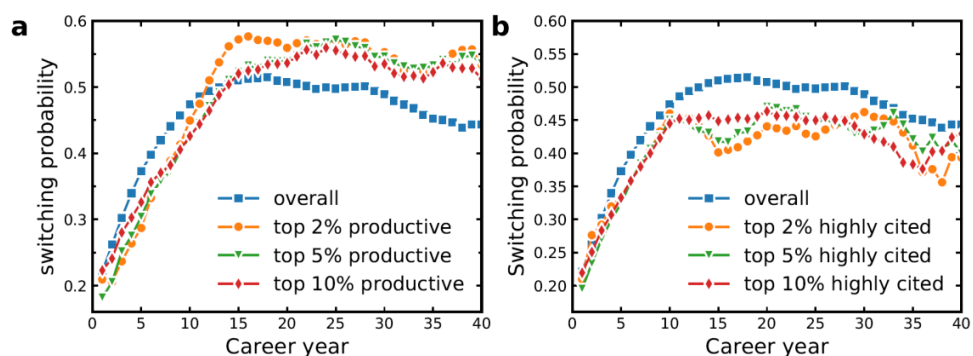 a
0.60
0.5
0.4
0.3
0.2
switching probability
overall
top 2% productive
top 5% productive
top 10% productive
0
5
10
15
20
25
30
35
40
Career year
b
0.60
0.55
0.50
0.45
0.40
0.35
0.30
0.25
0.20
Switching probability
overall
top 2% highly cited
top 5% highly cited
top 10% highly cited
0
5
10
15
20
25
30
35
40
Career year